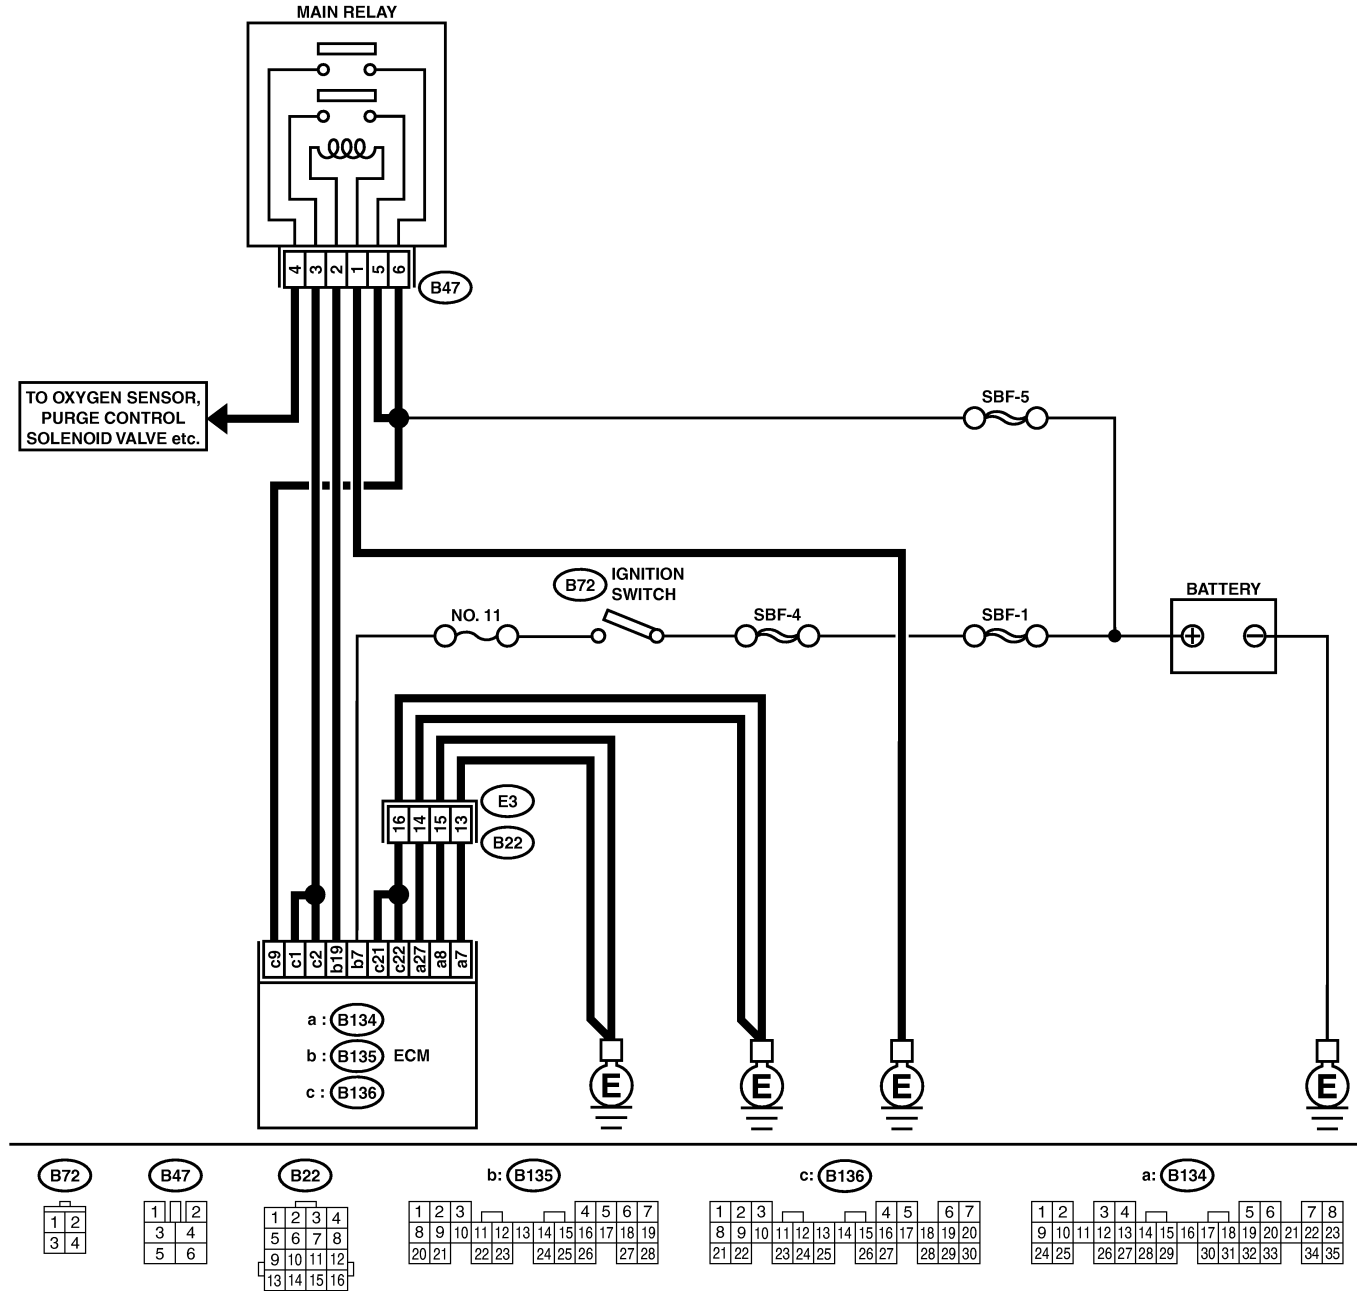 MAIN RELAY
4 3 2 1 5 6
B47
TO OXYGEN SENSOR,
PURGE CONTROL
SOLENOID VALVE etc.
SBF-5
B72
IGNITION
SWITCH
BATTERY
NO. 11
SBF-4
SBF-1
E3
16 14 15 13
B22
c9 c1 c2 b19 b7 c21 c22 a27 a8 a7
a : B134
b : B135 ECM
c : B136
E E E E
B72
1 2
3 4
B47
1 2
3 4
5 6
B22
1 2 3 4
5 6 7 8
9 10 11 12
13 14 15 16
b: B135
1 2 3 4 5 6 7
8 9 10 11 12 13 14 15 16 17 18 19
20 21 22 23 24 25 26 27 28
c: B136
1 2 3 4 5 6 7
8 9 10 11 12 13 14 15 16 17 18 19 20
21 22 23 24 25 26 27 28 29 30
a: B134
1 2 3 4 5 6 7 8
9 10 11 12 13 14 15 16 17 18 19 20 21 22 23
24 25 26 27 28 29 30 31 32 33 34 35